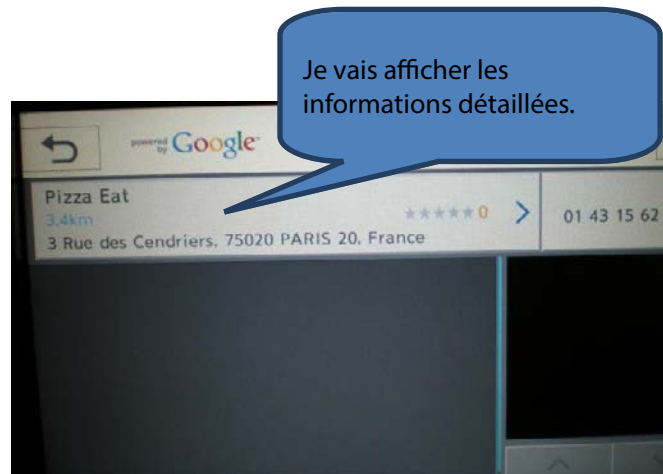 Je vais afficher les
informations détaillées.
powered by Google
Pizza Eat
3,4km
0
3 Rue des Cendriers, 75020 PARIS 20, France
01 43 15 62